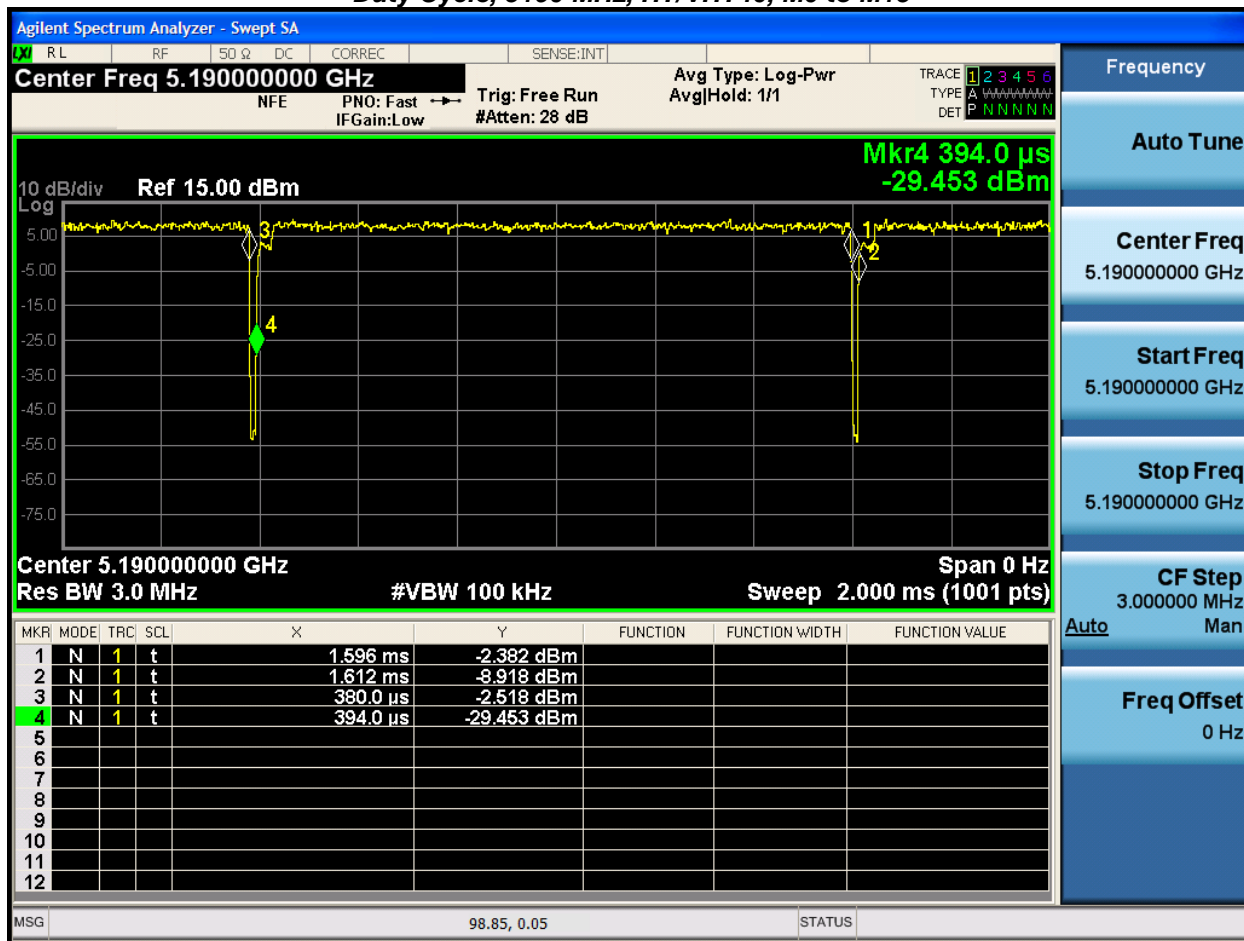 Agilent Spectrum Analyzer - Swept SA
LXI RL RF 50 Ω DC CORREC SENSE:INT
Center Freq 5.190000000 GHz
NFE PNO: Fast
IFGain:Low
Trig: Free Run
#Atten: 28 dB
Avg Type: Log-Pwr
Avg|Hold: 1/1
TRACE 1 2 3 4 5 6
TYPE A WWWWW
DET P N N N N N
Mkr4 394.0 µs
-29.453 dBm
10 dB/div Ref 15.00 dBm
Log
5.00
-5.00
-15.0
-25.0
-35.0
-45.0
-55.0
-65.0
-75.0
3
4
1
2
Center 5.190000000 GHz Span 0 Hz
Res BW 3.0 MHz #VBW 100 kHz Sweep 2.000 ms (1001 pts)
MKR MODE TRC SCL X Y FUNCTION FUNCTION WIDTH FUNCTION VALUE
1 N 1 t 1.596 ms -2.382 dBm
2 N 1 t 1.612 ms -8.918 dBm
3 N 1 t 380.0 µs -2.518 dBm
4 N 1 t 394.0 µs -29.453 dBm
5
6
7
8
9
10
11
12
MSG 98.85, 0.05 STATUS
Frequency
Auto Tune
Center Freq
5.190000000 GHz
Start Freq
5.190000000 GHz
Stop Freq
5.190000000 GHz
CF Step
3.000000 MHz
Auto Man
Freq Offset
0 Hz